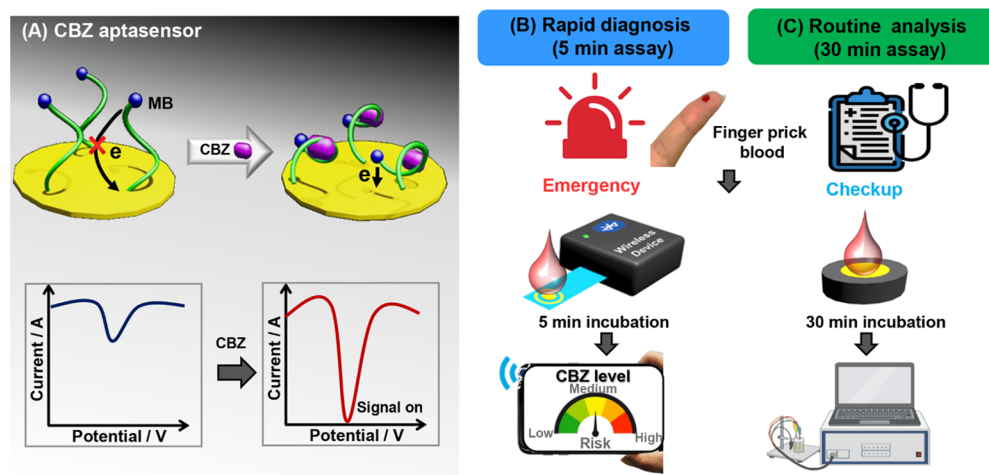 (A) CBZ aptasensor
MB
e
CBZ
e
Current / A
Potential / V
CBZ
Current / A
Signal on
Potential / V
(B) Rapid diagnosis
(5 min assay)
Emergency
Finger prick
blood
Wireless
Device
5 min incubation
CBZ level
Medium
Low
Risk
High
(C) Routine analysis
(30 min assay)
Checkup
30 min incubation